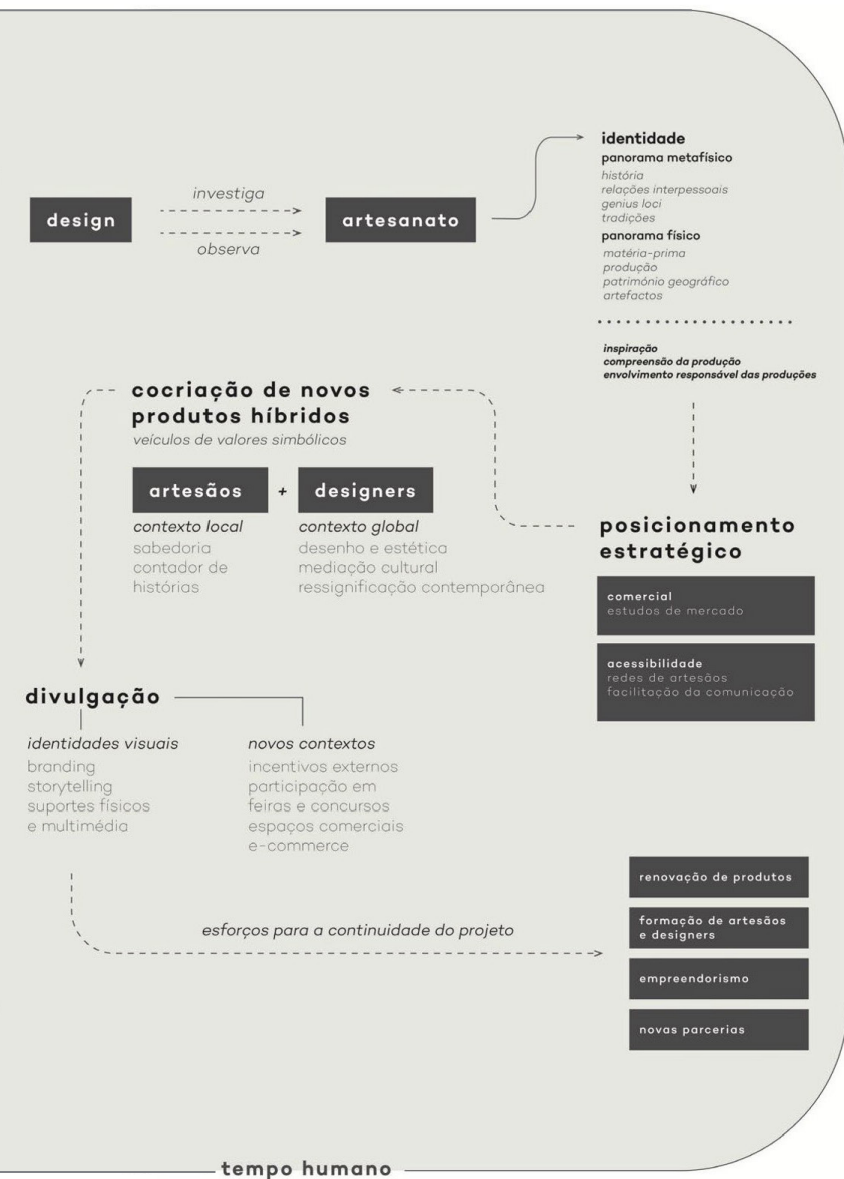 identidade
panorama metafísico
história
relações interpessoais
genius loci
tradições
panorama físico
matéria-prima
produção
património geográfico
artefactos
design
investiga
observa
artesanato
inspiração
compreensão da produção
envolvimento responsável das produções
cocriação de novos
produtos híbridos
veículos de valores simbólicos
artesãos
+
designers
contexto local
sabedoria
contador de
histórias
contexto global
desenho e estética
mediação cultural
ressignificação contemporânea
posicionamento
estratégico
comercial
estudos de mercado
acessibilidade
redes de artesãos
facilitação da comunicação
divulgação
identidades visuais
branding
storytelling
suportes físicos
e multimédia
novos contextos
incentivos externos
participação em
feiras e concursos
espaços comerciais
e-commerce
esforços para a continuidade do projeto
renovação de produtos
formação de artesãos
e designers
empreendorismo
novas parcerias
tempo humano